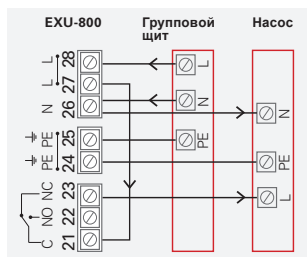 EXU-800 Групповой щит Насос
L 28 L
L 27
N 26 N N
PE 25 PE
PE 24 PE
NC 23 L
NO 22
C 21